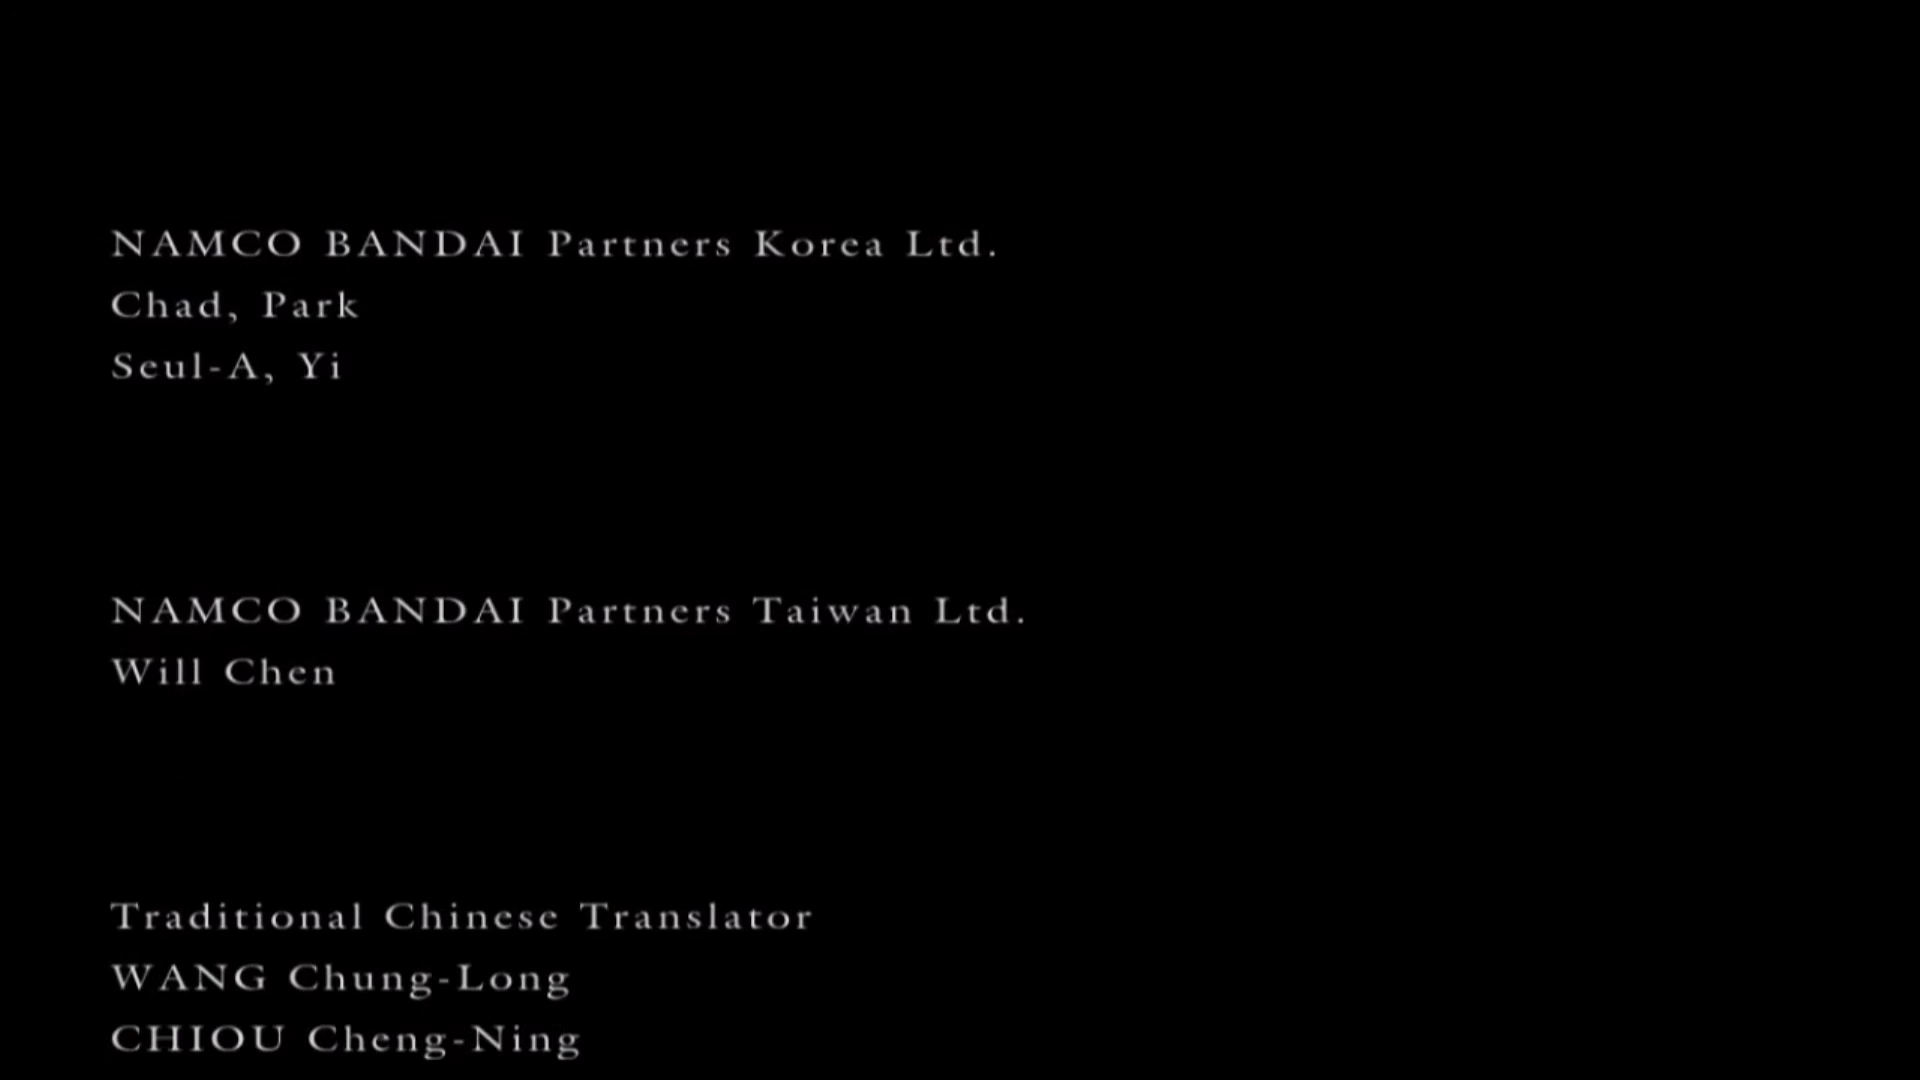 NAMCO BANDAI Partners Korea Ltd.
Chad, Park
Seul-A, Yi
NAMCO BANDAI Partners Taiwan Ltd.
Will Chen
Traditional Chinese Translator
WANG Chung-Long
CHIOU Cheng-Ning